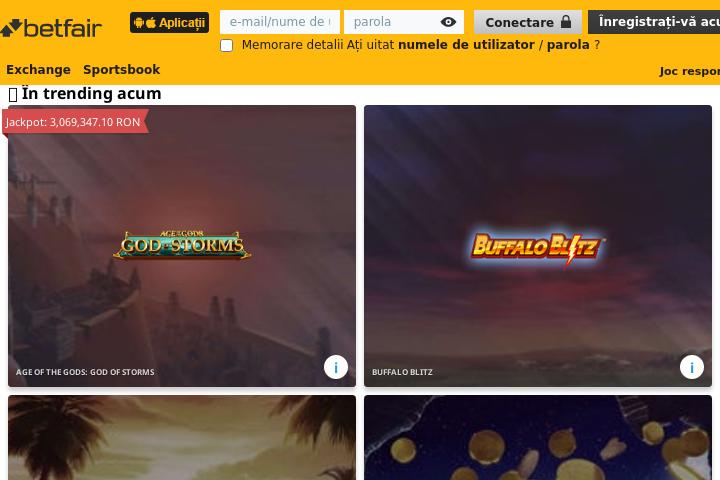 betfair
Aplicații
e-mail/nume de
parola
Conectare
Înregistrați-vă
Memorare detalii Ați uitat numele de utilizator / parola ?
Exchange Sportsbook
Joc
În trending acum
Jackpot: 3,069,347.10 RON
AGE OF THE GODS
GOD OF STORMS
BUFFALO BLITZ
AGE OF THE GODS: GOD OF STORMS
i
BUFFALO BLITZ
i